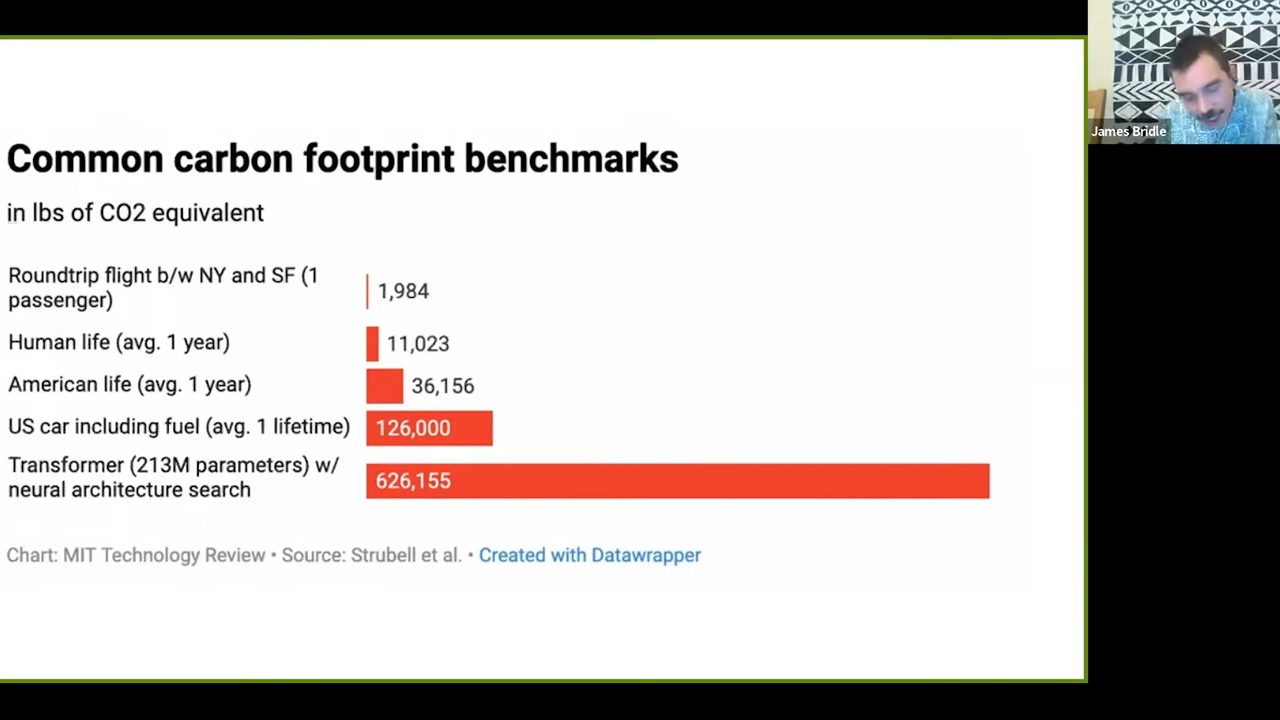 Common carbon footprint benchmarks
in lbs of CO2 equivalent
Roundtrip flight b/w NY and SF (1
passenger)
1,984
Human life (avg. 1 year)
11,023
American life (avg. 1 year)
36,156
US car including fuel (avg. 1 lifetime)
126,000
Transformer (213M parameters) w/
neural architecture search
626,155
Chart: MIT Technology Review • Source: Strubell et al. • Created with Datawrapper
James Bridle